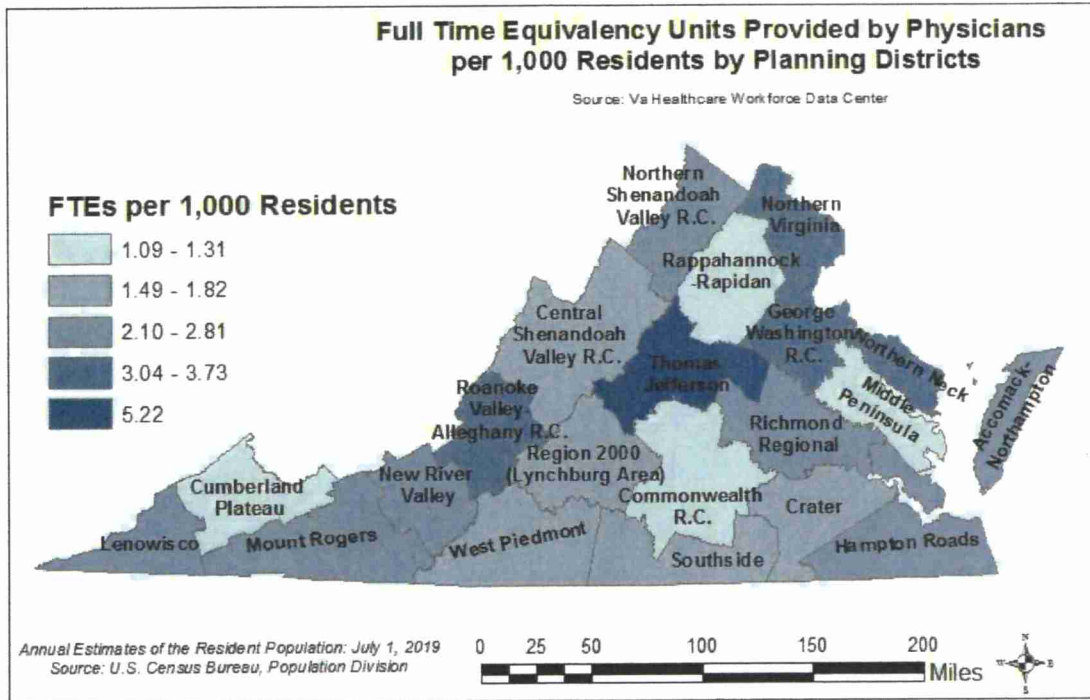 Full Time Equivalency Units Provided by Physicians
per 1,000 Residents by Planning Districts
Source: Va Healthcare Workforce Data Center
FTEs per 1,000 Residents
1.09 - 1.31
1.49 - 1.82
2.10 - 2.81
3.04 - 3.73
5.22
Northern
Shenandoah
Valley R.C.
Northern
Virginia
Rappahannock
-Rapidan
Central
Shenandoah
Valley R.C.
George
Washington
R.C.
Northern Neck
Thomas
Jefferson
Middle
Peninsula
Accomack-
Northampton
Roanoke
Valley-
Alleghany R.C.
Richmond
Regional
Region 2000
(Lynchburg Area)
New River
Valley
Cumberland
Plateau
Commonwealth
R.C.
Crater
Lenowisco
Mount Rogers
West Piedmont
Southside
Hampton Roads
Annual Estimates of the Resident Population: July 1, 2019
Source: U.S. Census Bureau, Population Division
0 25 50 100 150 200
Miles
N
W E
S